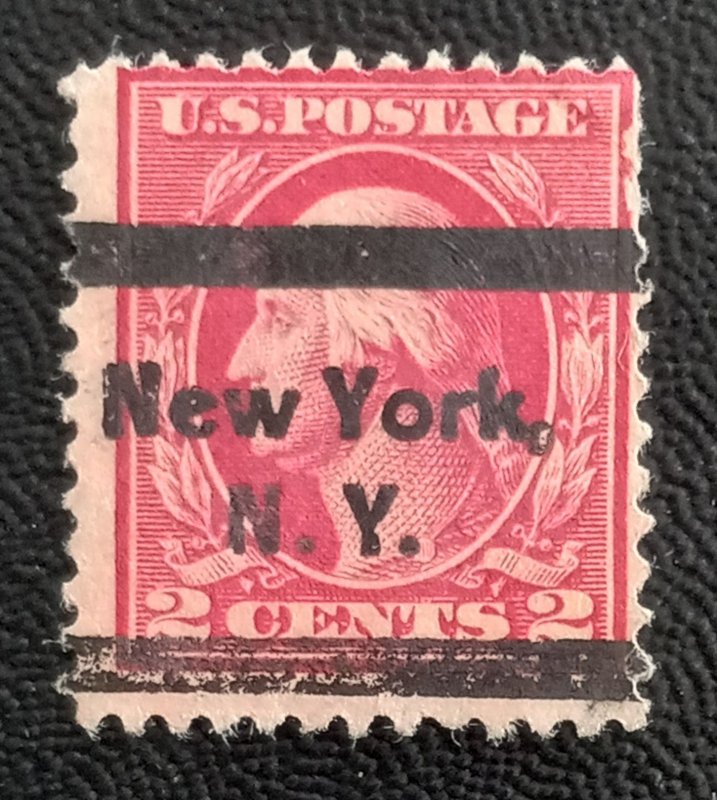 U.S.POSTAGE
New York,
N. Y.
2 CENTS 2